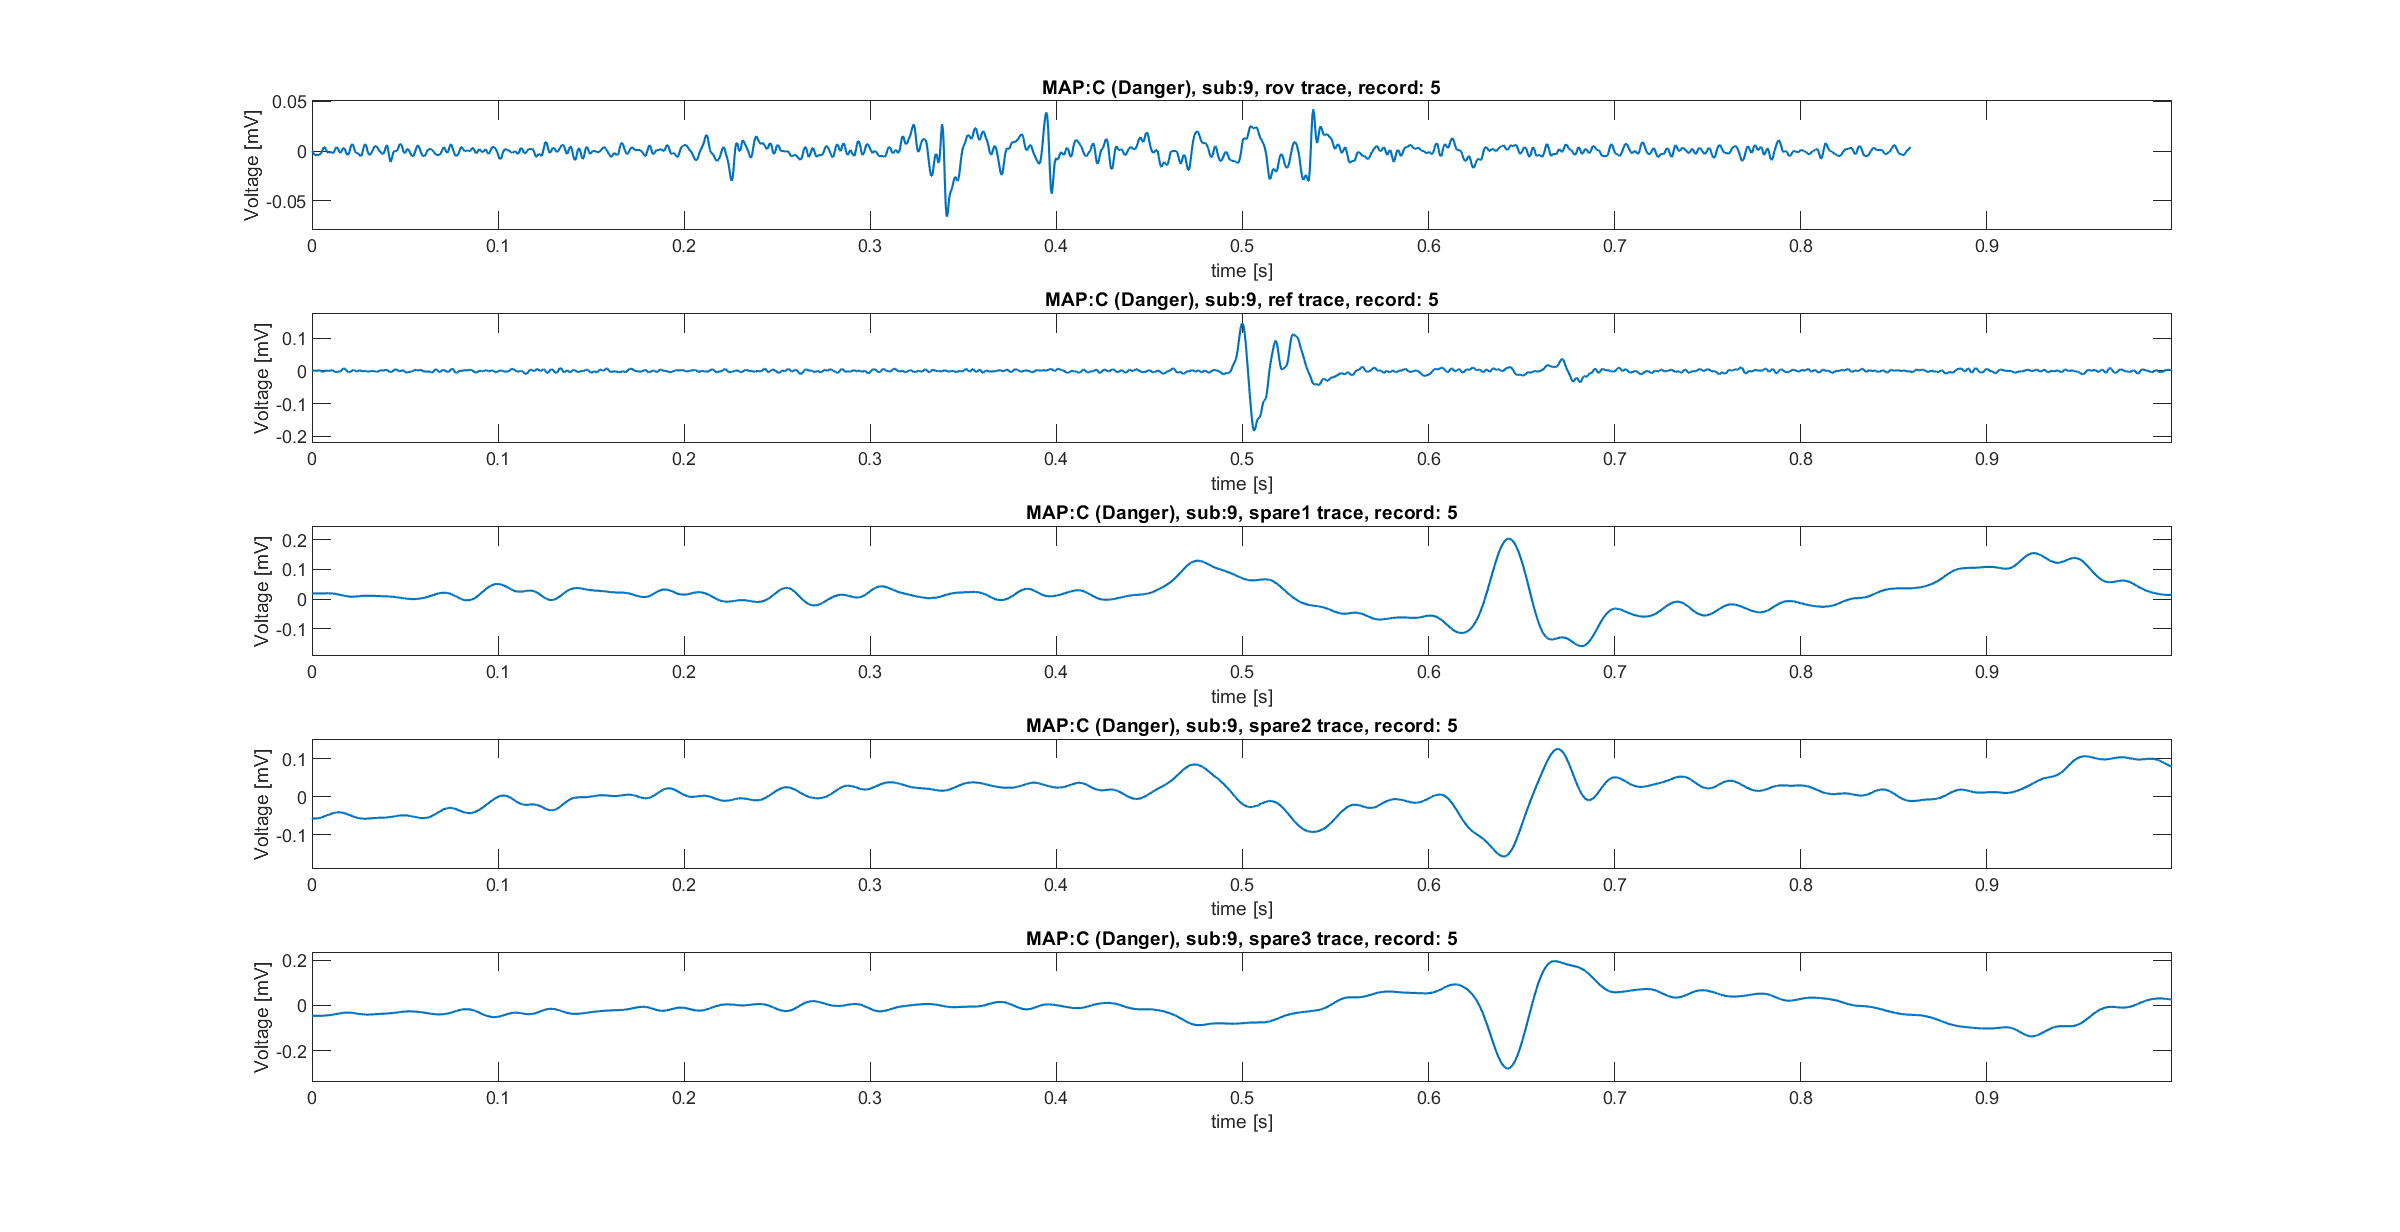 MAP:C (Danger), sub:9, rov trace, record: 5
0.05
0
-0.05
Voltage [mV]
0 0.1 0.2 0.3 0.4 0.5 0.6 0.7 0.8 0.9
time [s]
MAP:C (Danger), sub:9, ref trace, record: 5
0.1
0
-0.1
-0.2
Voltage [mV]
0 0.1 0.2 0.3 0.4 0.5 0.6 0.7 0.8 0.9
time [s]
MAP:C (Danger), sub:9, spare1 trace, record: 5
0.2
0.1
0
-0.1
Voltage [mV]
0 0.1 0.2 0.3 0.4 0.5 0.6 0.7 0.8 0.9
time [s]
MAP:C (Danger), sub:9, spare2 trace, record: 5
0.1
0
-0.1
Voltage [mV]
0 0.1 0.2 0.3 0.4 0.5 0.6 0.7 0.8 0.9
time [s]
MAP:C (Danger), sub:9, spare3 trace, record: 5
0.2
0
-0.2
Voltage [mV]
0 0.1 0.2 0.3 0.4 0.5 0.6 0.7 0.8 0.9
time [s]